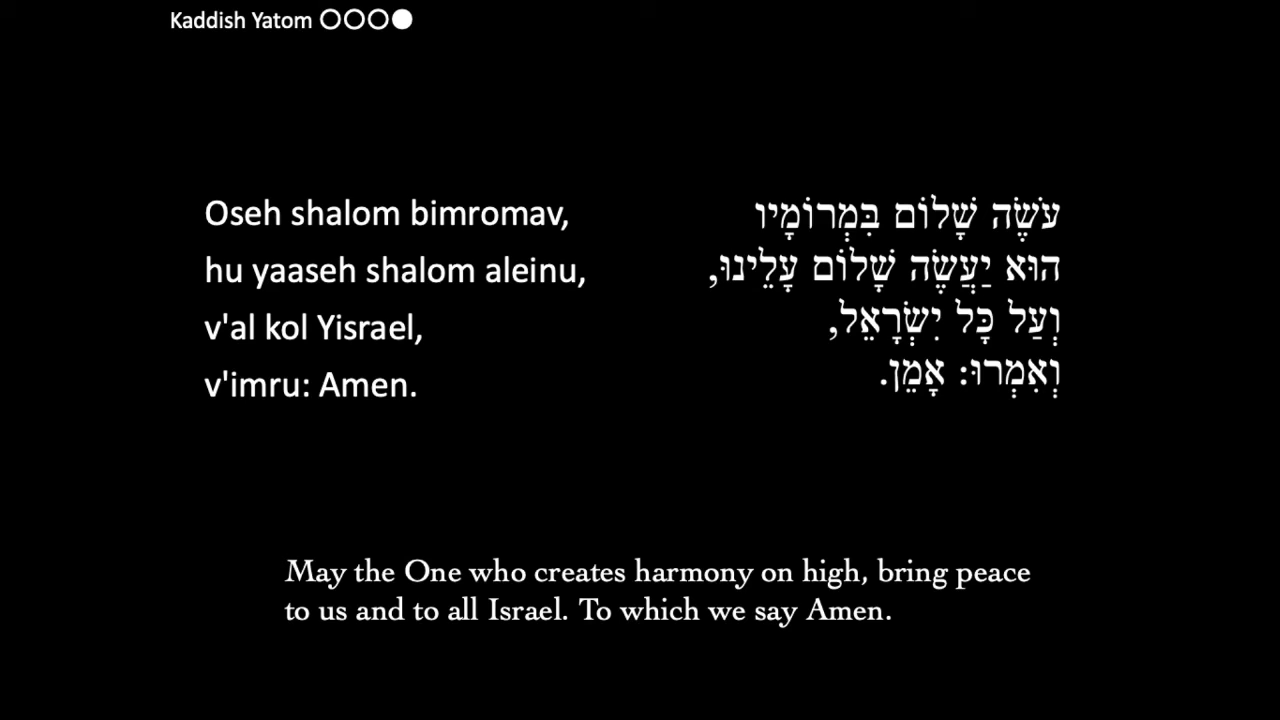 Kaddish Yatom ○○○●
Oseh shalom bimromav,
hu yaaseh shalom aleinu,
v'al kol Yisrael,
v'imru: Amen.
עֹשֶׂה שָׁלוֹם בִּמְרוֹמָיו
הוּא יַעֲשֶׂה שָׁלוֹם עָלֵינוּ,
וְעַל כָּל יִשְׂרָאֵל,
וְאִמְרוּ: אָמֵן.
May the One who creates harmony on high, bring peace
to us and to all Israel. To which we say Amen.